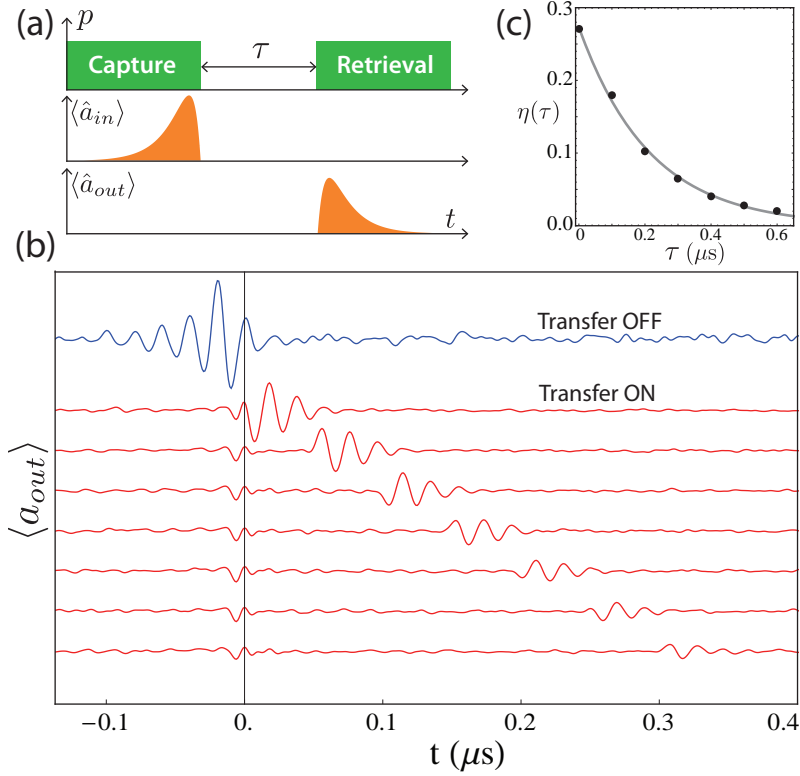 (a)
p
Capture
τ
Retrieval
⟨â_in⟩
⟨â_out⟩
t
(c)
0.3
0.2
η(τ)
0.1
0.0
0 0.2 0.4 0.6
τ (μs)
(b)
Transfer OFF
Transfer ON
⟨a_out⟩
−0.1 0. 0.1 0.2 0.3 0.4
t (μs)